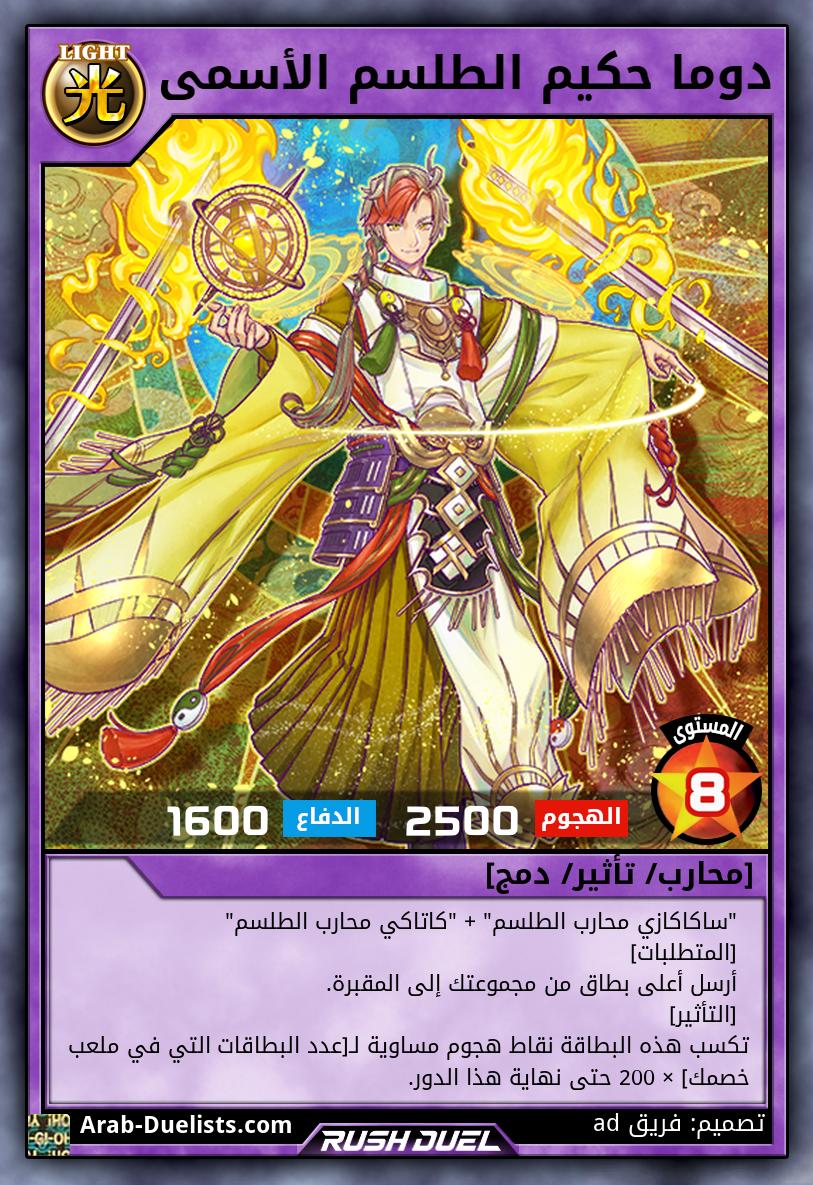 LIGHT
光
دوما حكيم الطلسم الأسمى
المستوى
8
الهجوم 2500 الدفاع 1600
[محارب/ تأثير/ دمج]
"ساكاكازي محارب الطلسم" + "كاتاكي محارب الطلسم"
[المتطلبات]
أرسل أعلى بطاق من مجموعتك إلى المقبرة.
[التأثير]
تكسب هذه البطاقة نقاط هجوم مساوية لـ[عدد البطاقات التي في ملعب
خصمك] × 200 حتى نهاية هذا الدور.
تصميم: فريق ad
RUSH DUEL
Arab-Duelists.com